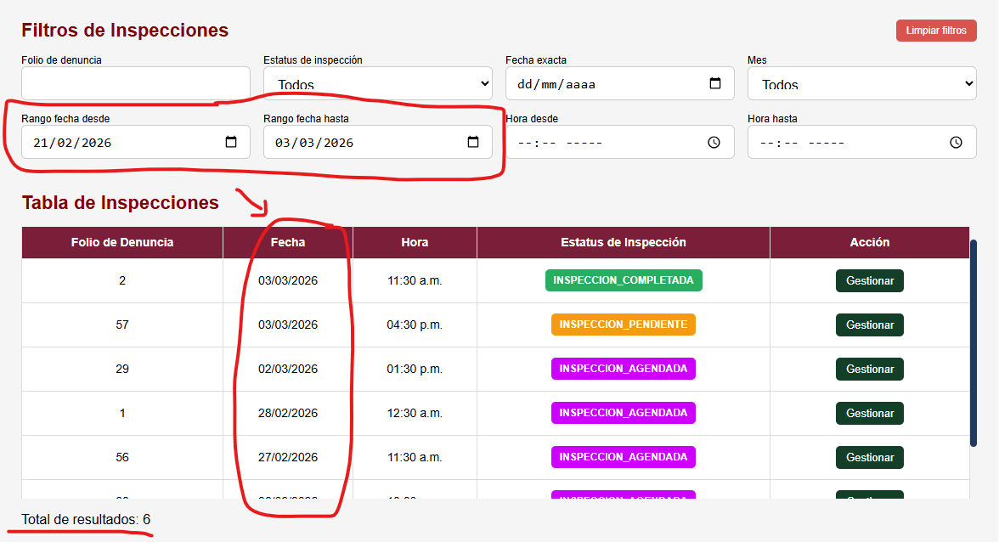 Filtros de Inspecciones
Limpiar filtros
Folio de denuncia Estatus de inspección Fecha exacta Mes
Todos dd/mm/aaaa Todos
Rango fecha desde Rango fecha hasta Hora desde Hora hasta
21/02/2026 03/03/2026 --:-- ----- --:-- -----
Tabla de Inspecciones
Folio de Denuncia Fecha Hora Estatus de Inspección Acción
2 03/03/2026 11:30 a.m. INSPECCION_COMPLETADA Gestionar
57 03/03/2026 04:30 p.m. INSPECCION_PENDIENTE Gestionar
29 02/03/2026 01:30 p.m. INSPECCION_AGENDADA Gestionar
1 28/02/2026 12:30 a.m. INSPECCION_AGENDADA Gestionar
56 27/02/2026 11:30 a.m. INSPECCION_AGENDADA Gestionar
INSPECCION_AGENDADA Gestionar
Total de resultados: 6